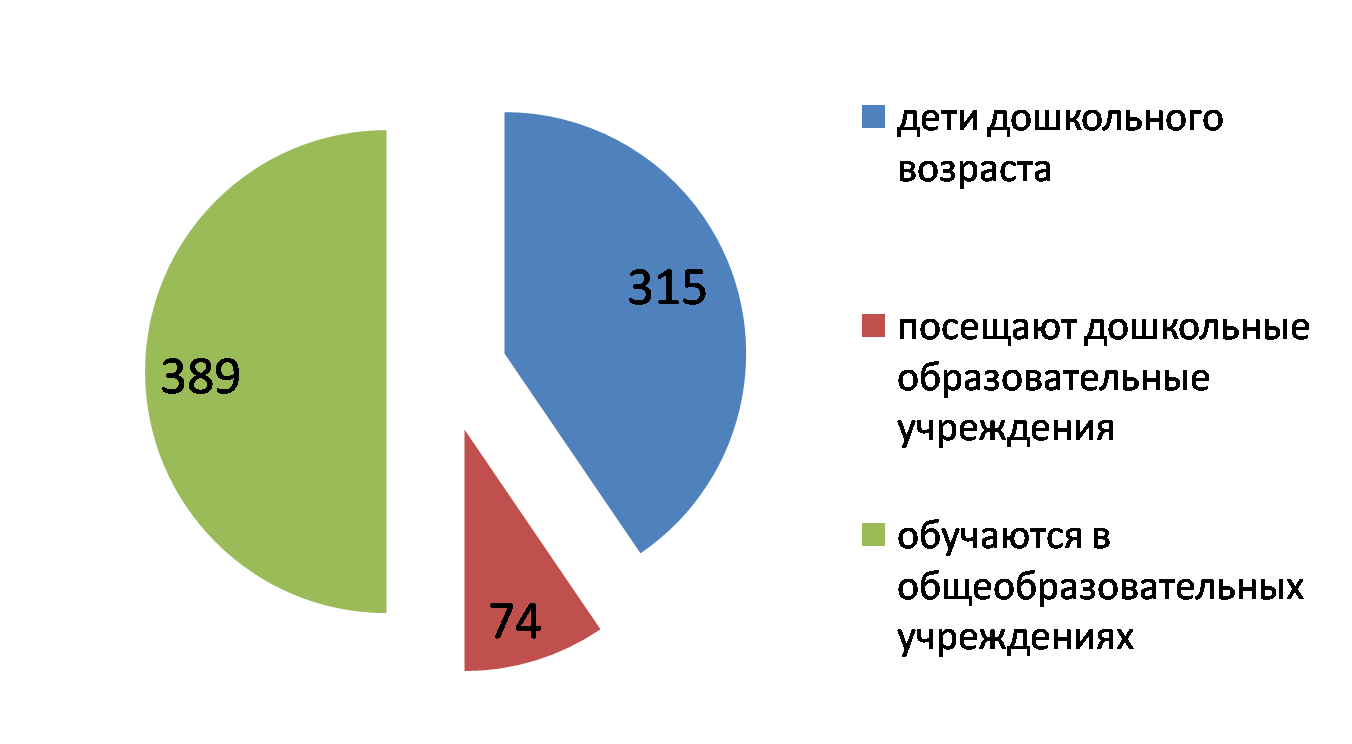 315
389
74
дети дошкольного
возраста
посещают дошкольные
образовательные
учреждения
обучаются в
общеобразовательных
учреждениях